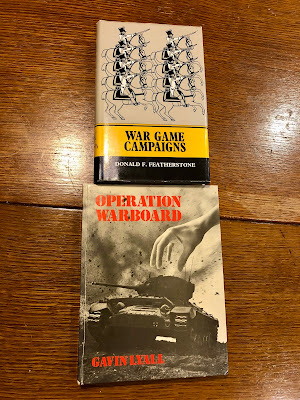 WAR GAME
CAMPAIGNS
DONALD F. FEATHERSTONE
OPERATION
WARBOARD
GAVIN LYALL